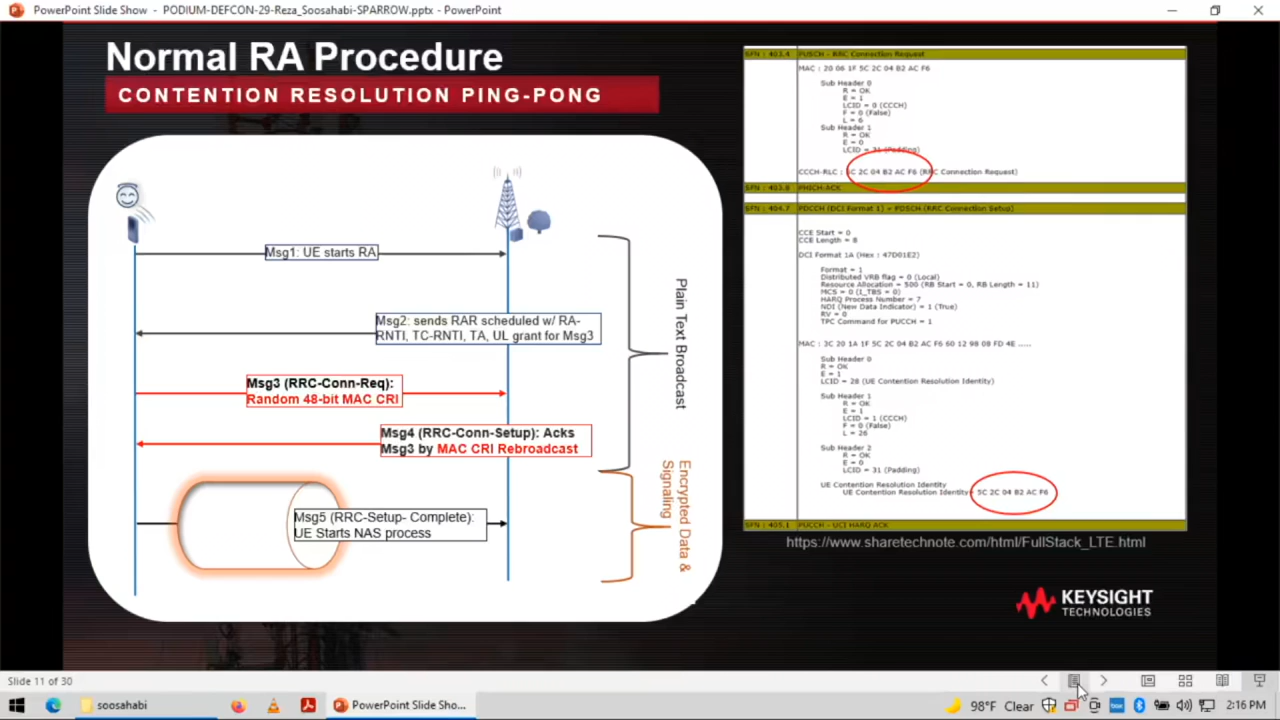 PowerPoint Slide Show - PODIUM-DEFCON-29-Reza_Soosahabi-SPARROW.pptx - PowerPoint
Normal RA Procedure
CONTENTION RESOLUTION PING-PONG
Msg1: UE starts RA
Msg2: sends RAR scheduled w/ RA-
RNTI, TC-RNTI, TA, UL grant for Msg3
Msg3 (RRC-Conn-Req):
Random 48-bit MAC CRI
Msg4 (RRC-Conn-Setup): Acks
Msg3 by MAC CRI Rebroadcast
Msg5 (RRC-Setup- Complete):
UE Starts NAS process
Plain Text Broadcast
Encrypted Data &
Signaling
SFN : 403.4 PUSCH - RRC Connection Request
MAC : 20 06 1F 5C 2C 04 B2 AC F6
Sub Header 0
R = OK
E = 1
LCID = 0 (CCCH)
F = 0 (False)
L = 6
Sub Header 1
R = OK
E = 0
LCID = 31 (Padding)
CCCH-RLC : 5C 2C 04 B2 AC F6 (RRC Connection Request)
SFN : 403.8 PHICH-ACK
SFN : 404.7 PDCCH (DCI Format 1) + PDSCH (RRC Connection Setup)
CCE Start = 0
CCE Length = 8
DCI Format 1A (Hex : 47D01E2)
Format = 1
Distributed VRB flag = 0 (Local)
Resource Allocation = 500 (RB Start = 0, RB Length = 11)
MCS = 0 (I_TBS = 0)
HARQ Process Number = 7
NDI (New Data Indicator) = 1 (True)
RV = 0
TPC Command for PUCCH = 1
MAC : 3C 20 1A 1F 5C 2C 04 B2 AC F6 60 12 98 08 FD 4E .....
Sub Header 0
R = OK
E = 1
LCID = 28 (UE Contention Resolution Identity)
Sub Header 1
R = OK
E = 1
LCID = 1 (CCCH)
F = 0 (False)
L = 26
Sub Header 2
R = OK
E = 0
LCID = 31 (Padding)
UE Contention Resolution Identity
UE Contention Resolution Identity= 5C 2C 04 B2 AC F6
SFN : 405.1 PUCCH - UCI HARQ ACK
https://www.sharetechnote.com/html/FullStack_LTE.html
KEYSIGHT
TECHNOLOGIES
Slide 11 of 30
soosahabi
PowerPoint Slide Sho...
98°F Clear
2:16 PM